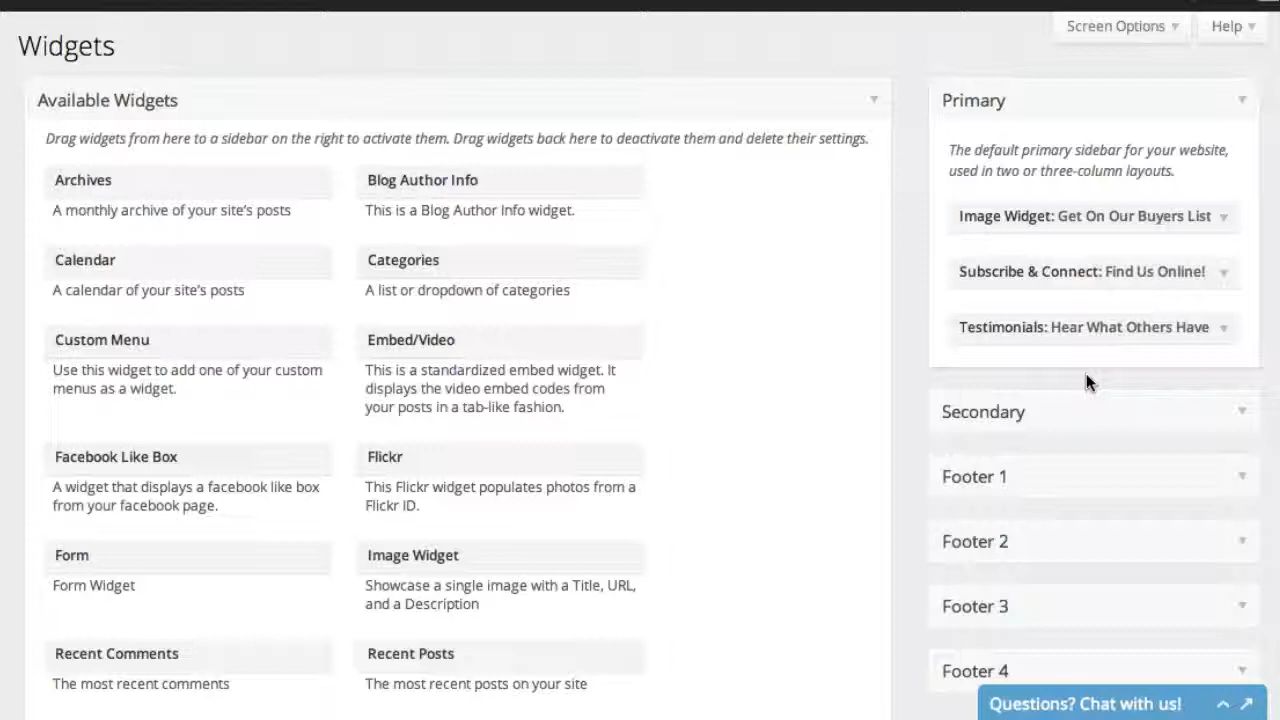 Screen Options
Help
Widgets
Available Widgets
Drag widgets from here to a sidebar on the right to activate them. Drag widgets back here to deactivate them and delete their settings.
Archives
A monthly archive of your site's posts
Blog Author Info
This is a Blog Author Info widget.
Calendar
A calendar of your site's posts
Categories
A list or dropdown of categories
Custom Menu
Use this widget to add one of your custom
menus as a widget.
Embed/Video
This is a standardized embed widget. It
displays the video embed codes from
your posts in a tab-like fashion.
Facebook Like Box
A widget that displays a facebook like box
from your facebook page.
Flickr
This Flickr widget populates photos from a
Flickr ID.
Form
Form Widget
Image Widget
Showcase a single image with a Title, URL,
and a Description
Recent Comments
The most recent comments
Recent Posts
The most recent posts on your site
Primary
The default primary sidebar for your website,
used in two or three-column layouts.
Image Widget: Get On Our Buyers List
Subscribe & Connect: Find Us Online!
Testimonials: Hear What Others Have
Secondary
Footer 1
Footer 2
Footer 3
Footer 4
Questions? Chat with us!